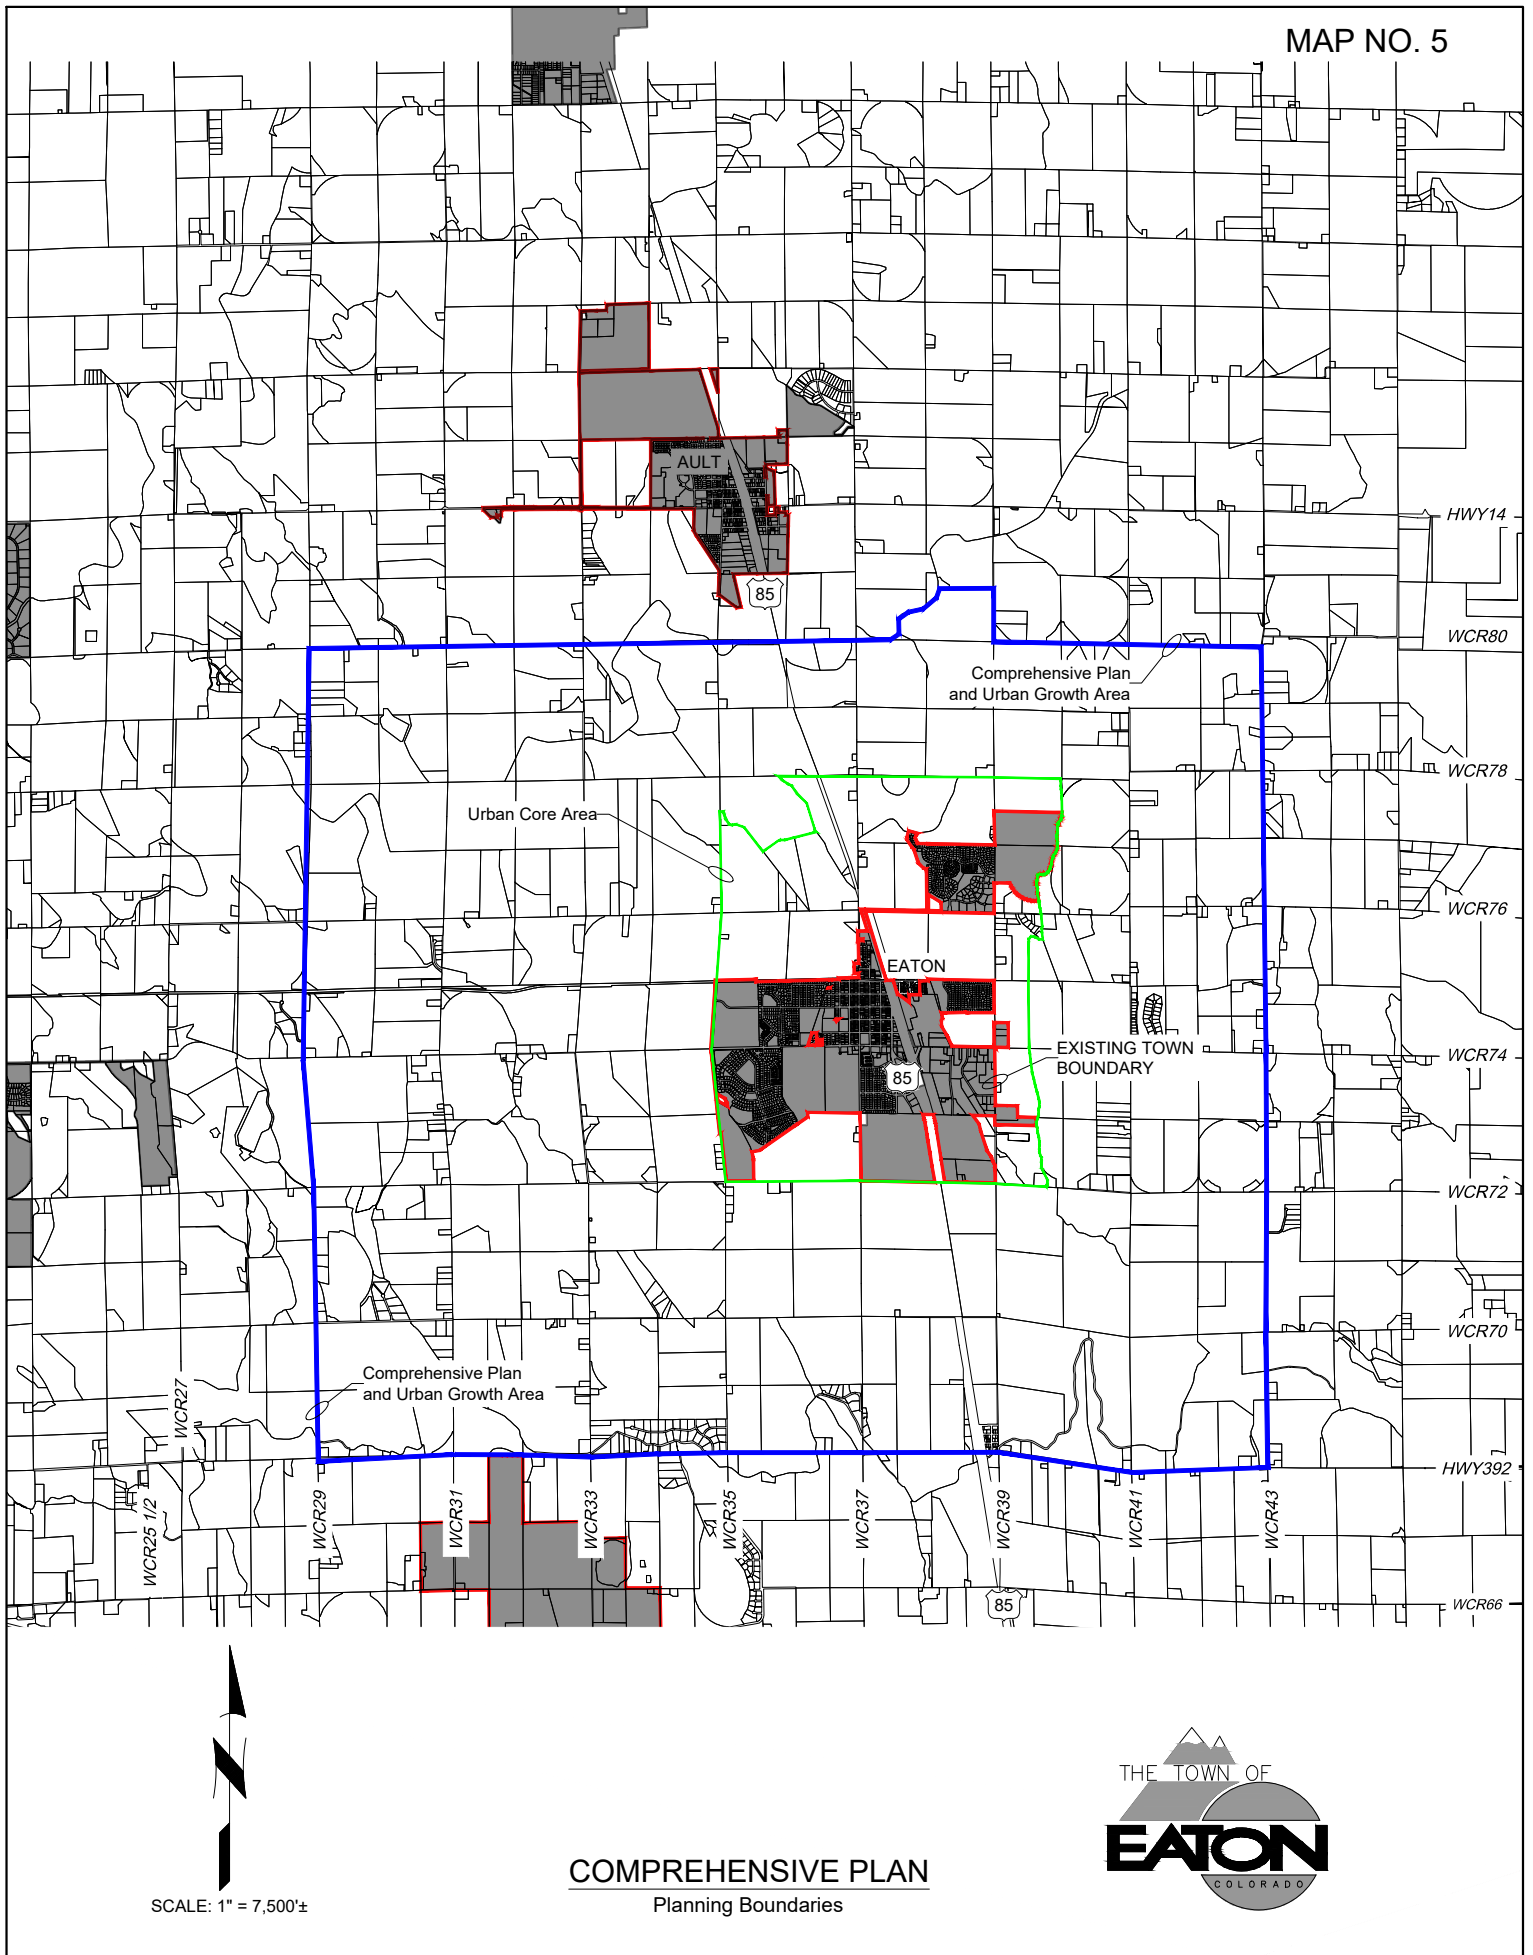 MAP NO. 5
AULT
HWY14
85
WCR80
Comprehensive Plan
and Urban Growth Area
WCR78
Urban Core Area
WCR76
EATON
EXISTING TOWN
BOUNDARY
WCR74
85
WCR72
WCR70
Comprehensive Plan
and Urban Growth Area
WCR27
HWY392
WCR25 1/2
WCR29
WCR31
WCR33
WCR35
WCR37
WCR39
WCR41
WCR43
85
WCR66
N
THE TOWN OF
EATON
COLORADO
COMPREHENSIVE PLAN
Planning Boundaries
SCALE: 1" = 7,500'±